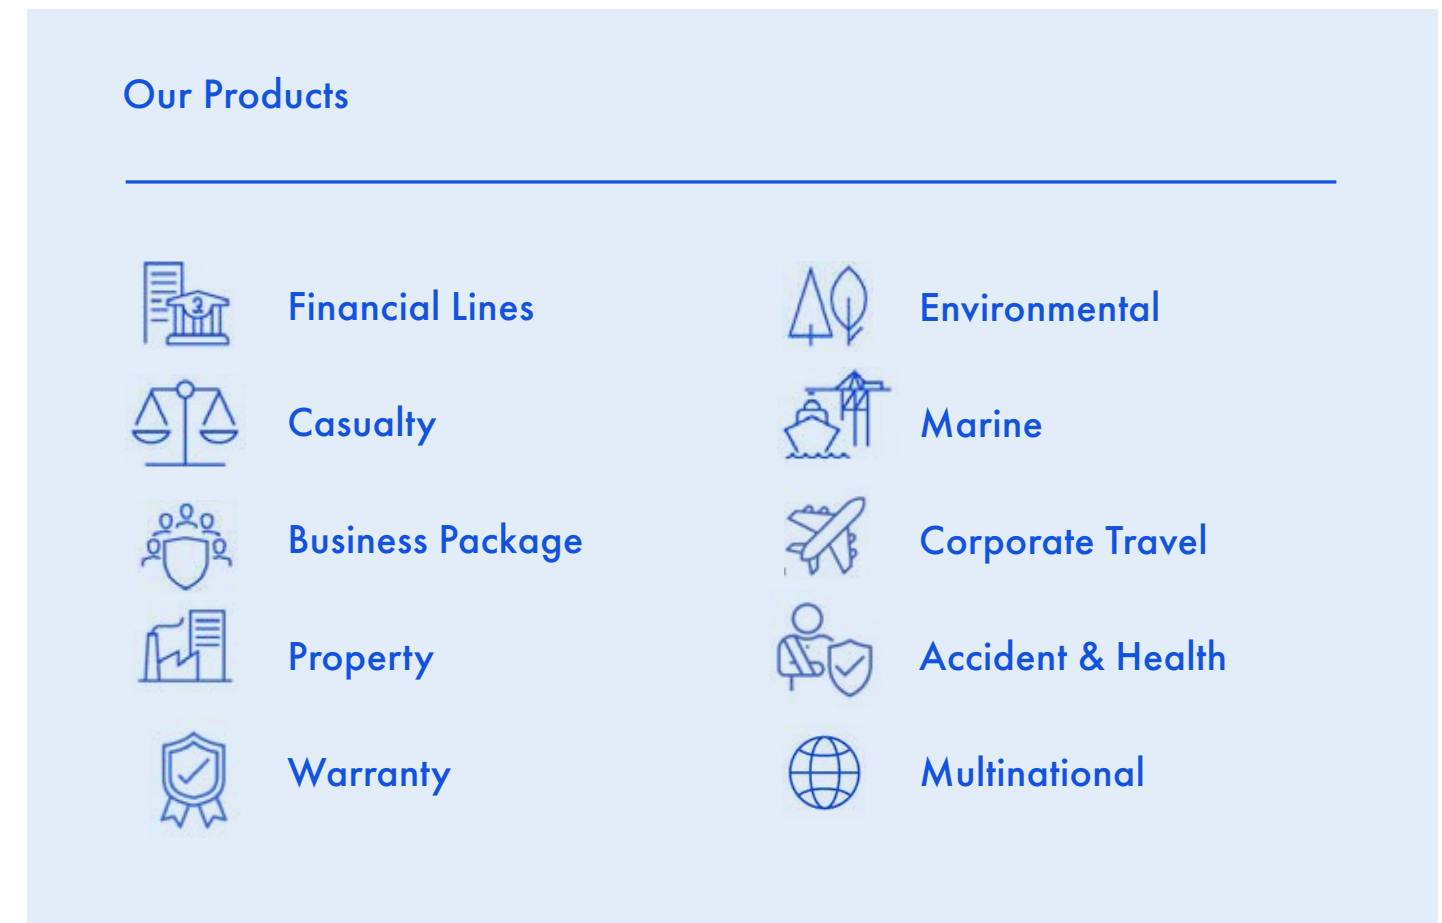 Our Products
Financial Lines
Casualty
Business Package
Property
Warranty
Environmental
Marine
Corporate Travel
Accident & Health
Multinational